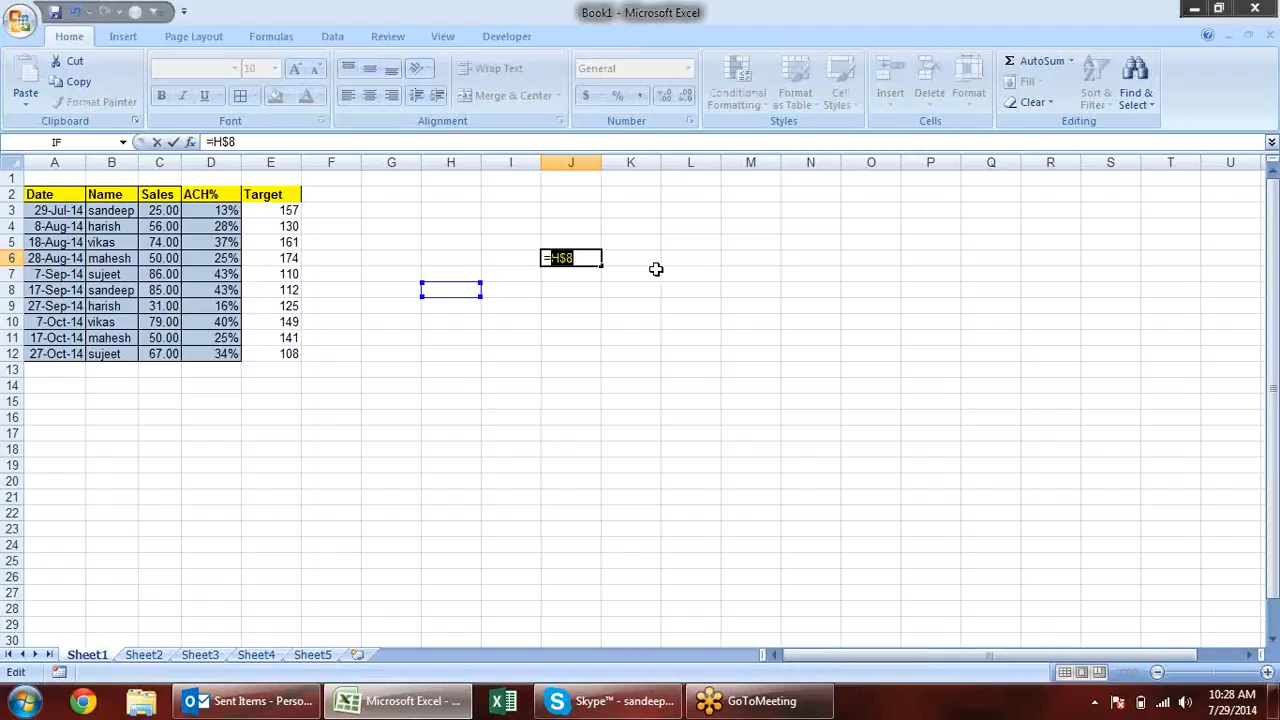 Book1 - Microsoft Excel
Home Insert Page Layout Formulas Data Review View Developer
Paste
Cut
Copy
Format Painter
Clipboard
10
A A
B I U
Font
Wrap Text
Merge & Center
Alignment
General
$ % ,
Number
Conditional Formatting
Format as Table
Cell Styles
Styles
Insert Delete Format
Cells
Σ AutoSum
Fill
Clear
Sort & Filter
Find & Select
Editing
IF fx =H$8
A B C D E F G H I J K L M N O P Q R S T U
1
2 Date Name Sales ACH% Target
3 29-Jul-14 sandeep 25.00 13% 157
4 8-Aug-14 harish 56.00 28% 130
5 18-Aug-14 vikas 74.00 37% 161
6 28-Aug-14 mahesh 50.00 25% 174 =H$8
7 7-Sep-14 sujeet 86.00 43% 110
8 17-Sep-14 sandeep 85.00 43% 112
9 27-Sep-14 harish 31.00 16% 125
10 7-Oct-14 vikas 79.00 40% 149
11 17-Oct-14 mahesh 50.00 25% 141
12 27-Oct-14 sujeet 67.00 34% 108
13
14
15
16
17
18
19
20
21
22
23
24
25
26
27
28
29
30
Sheet1 Sheet2 Sheet3 Sheet4 Sheet5
Edit
Sent Items - Perso... Microsoft Excel - ... Skype™ - sandeep... GoToMeeting
10:28 AM
7/29/2014